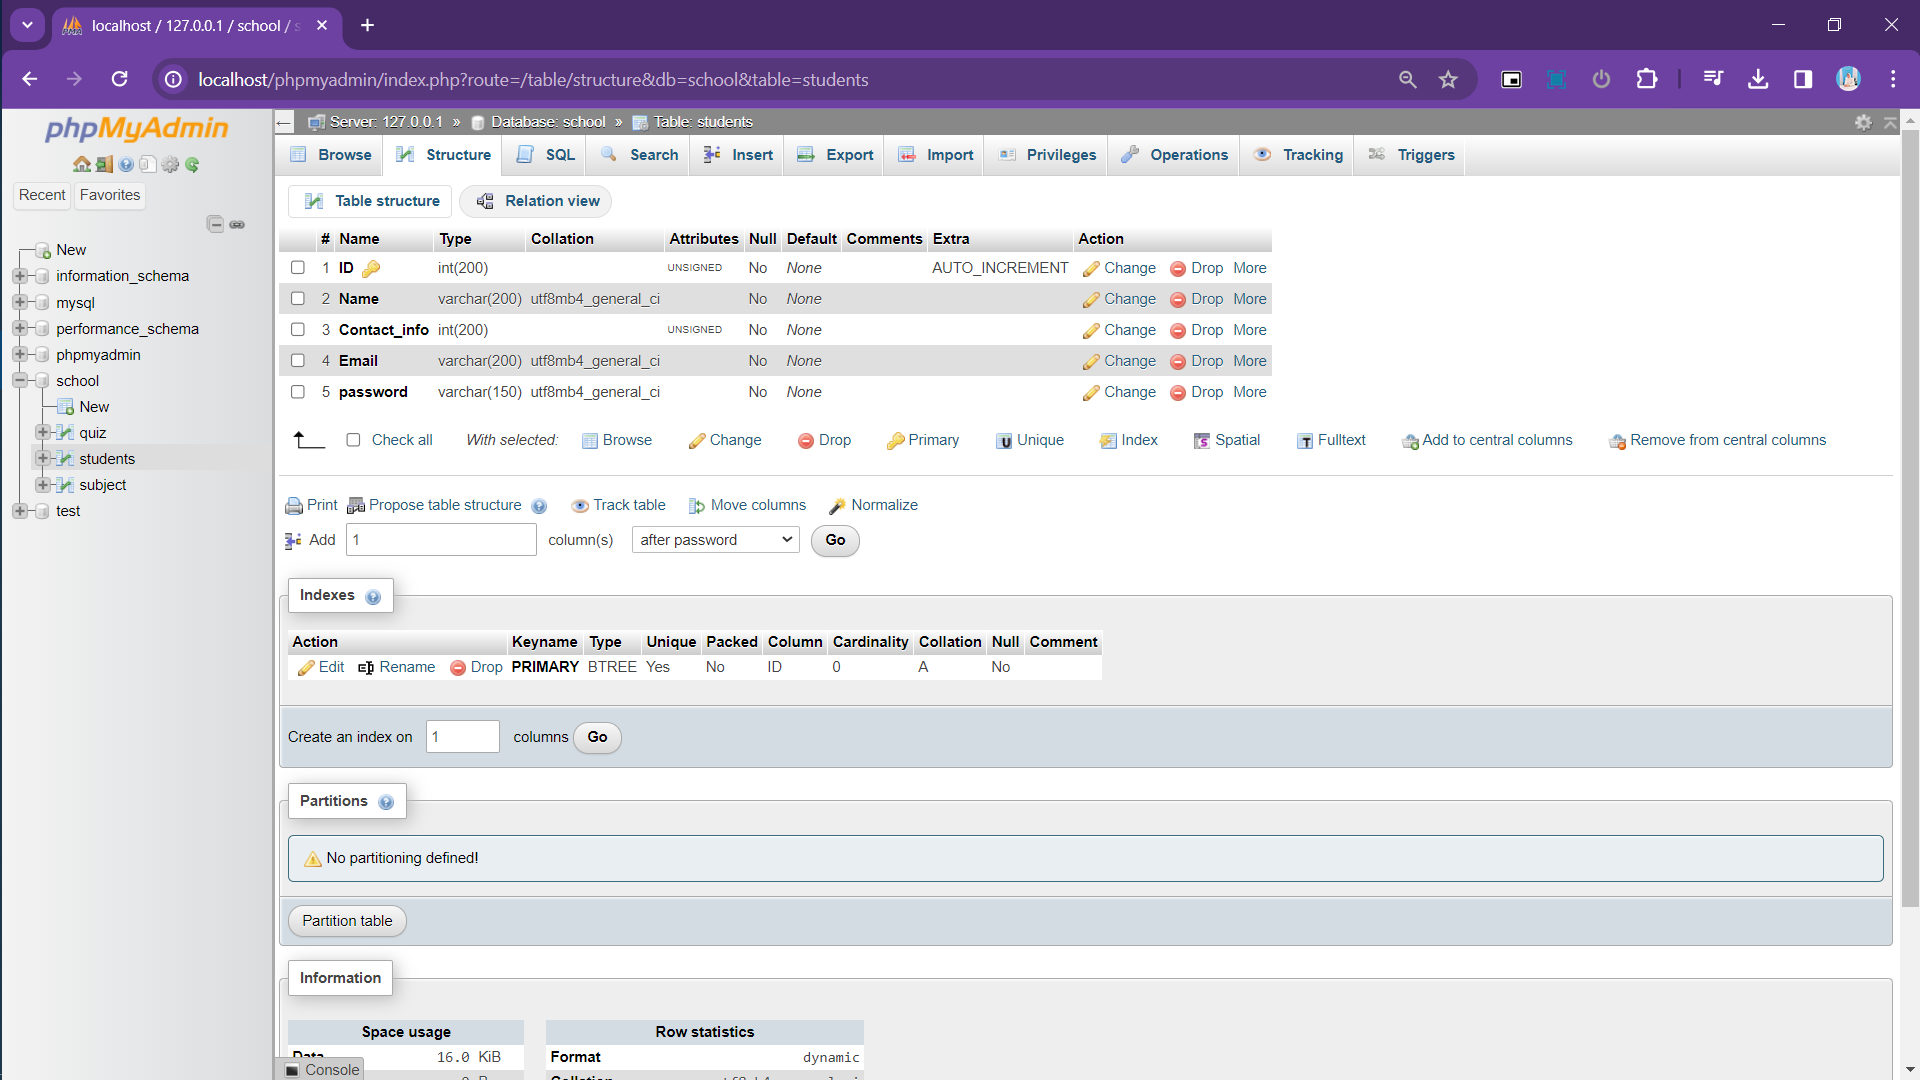 localhost / 127.0.0.1 / school / s
localhost/phpmyadmin/index.php?route=/table/structure&db=school&table=students
phpMyAdmin
Recent Favorites
New
information_schema
mysql
performance_schema
phpmyadmin
school
New
quiz
students
subject
test
Server: 127.0.0.1 » Database: school » Table: students
Browse Structure SQL Search Insert Export Import Privileges Operations Tracking Triggers
Table structure Relation view
# Name Type Collation Attributes Null Default Comments Extra Action
1 ID int(200) UNSIGNED No None AUTO_INCREMENT Change Drop More
2 Name varchar(200) utf8mb4_general_ci No None Change Drop More
3 Contact_info int(200) UNSIGNED No None Change Drop More
4 Email varchar(200) utf8mb4_general_ci No None Change Drop More
5 password varchar(150) utf8mb4_general_ci No None Change Drop More
Check all With selected: Browse Change Drop Primary Unique Index Spatial Fulltext Add to central columns Remove from central columns
Print Propose table structure Track table Move columns Normalize
Add 1 column(s) after password Go
Indexes
Action Keyname Type Unique Packed Column Cardinality Collation Null Comment
Edit Rename Drop PRIMARY BTREE Yes No ID 0 A No
Create an index on 1 columns Go
Partitions
No partitioning defined!
Partition table
Information
Space usage Row statistics
Data 16.0 KiB Format dynamic
Console